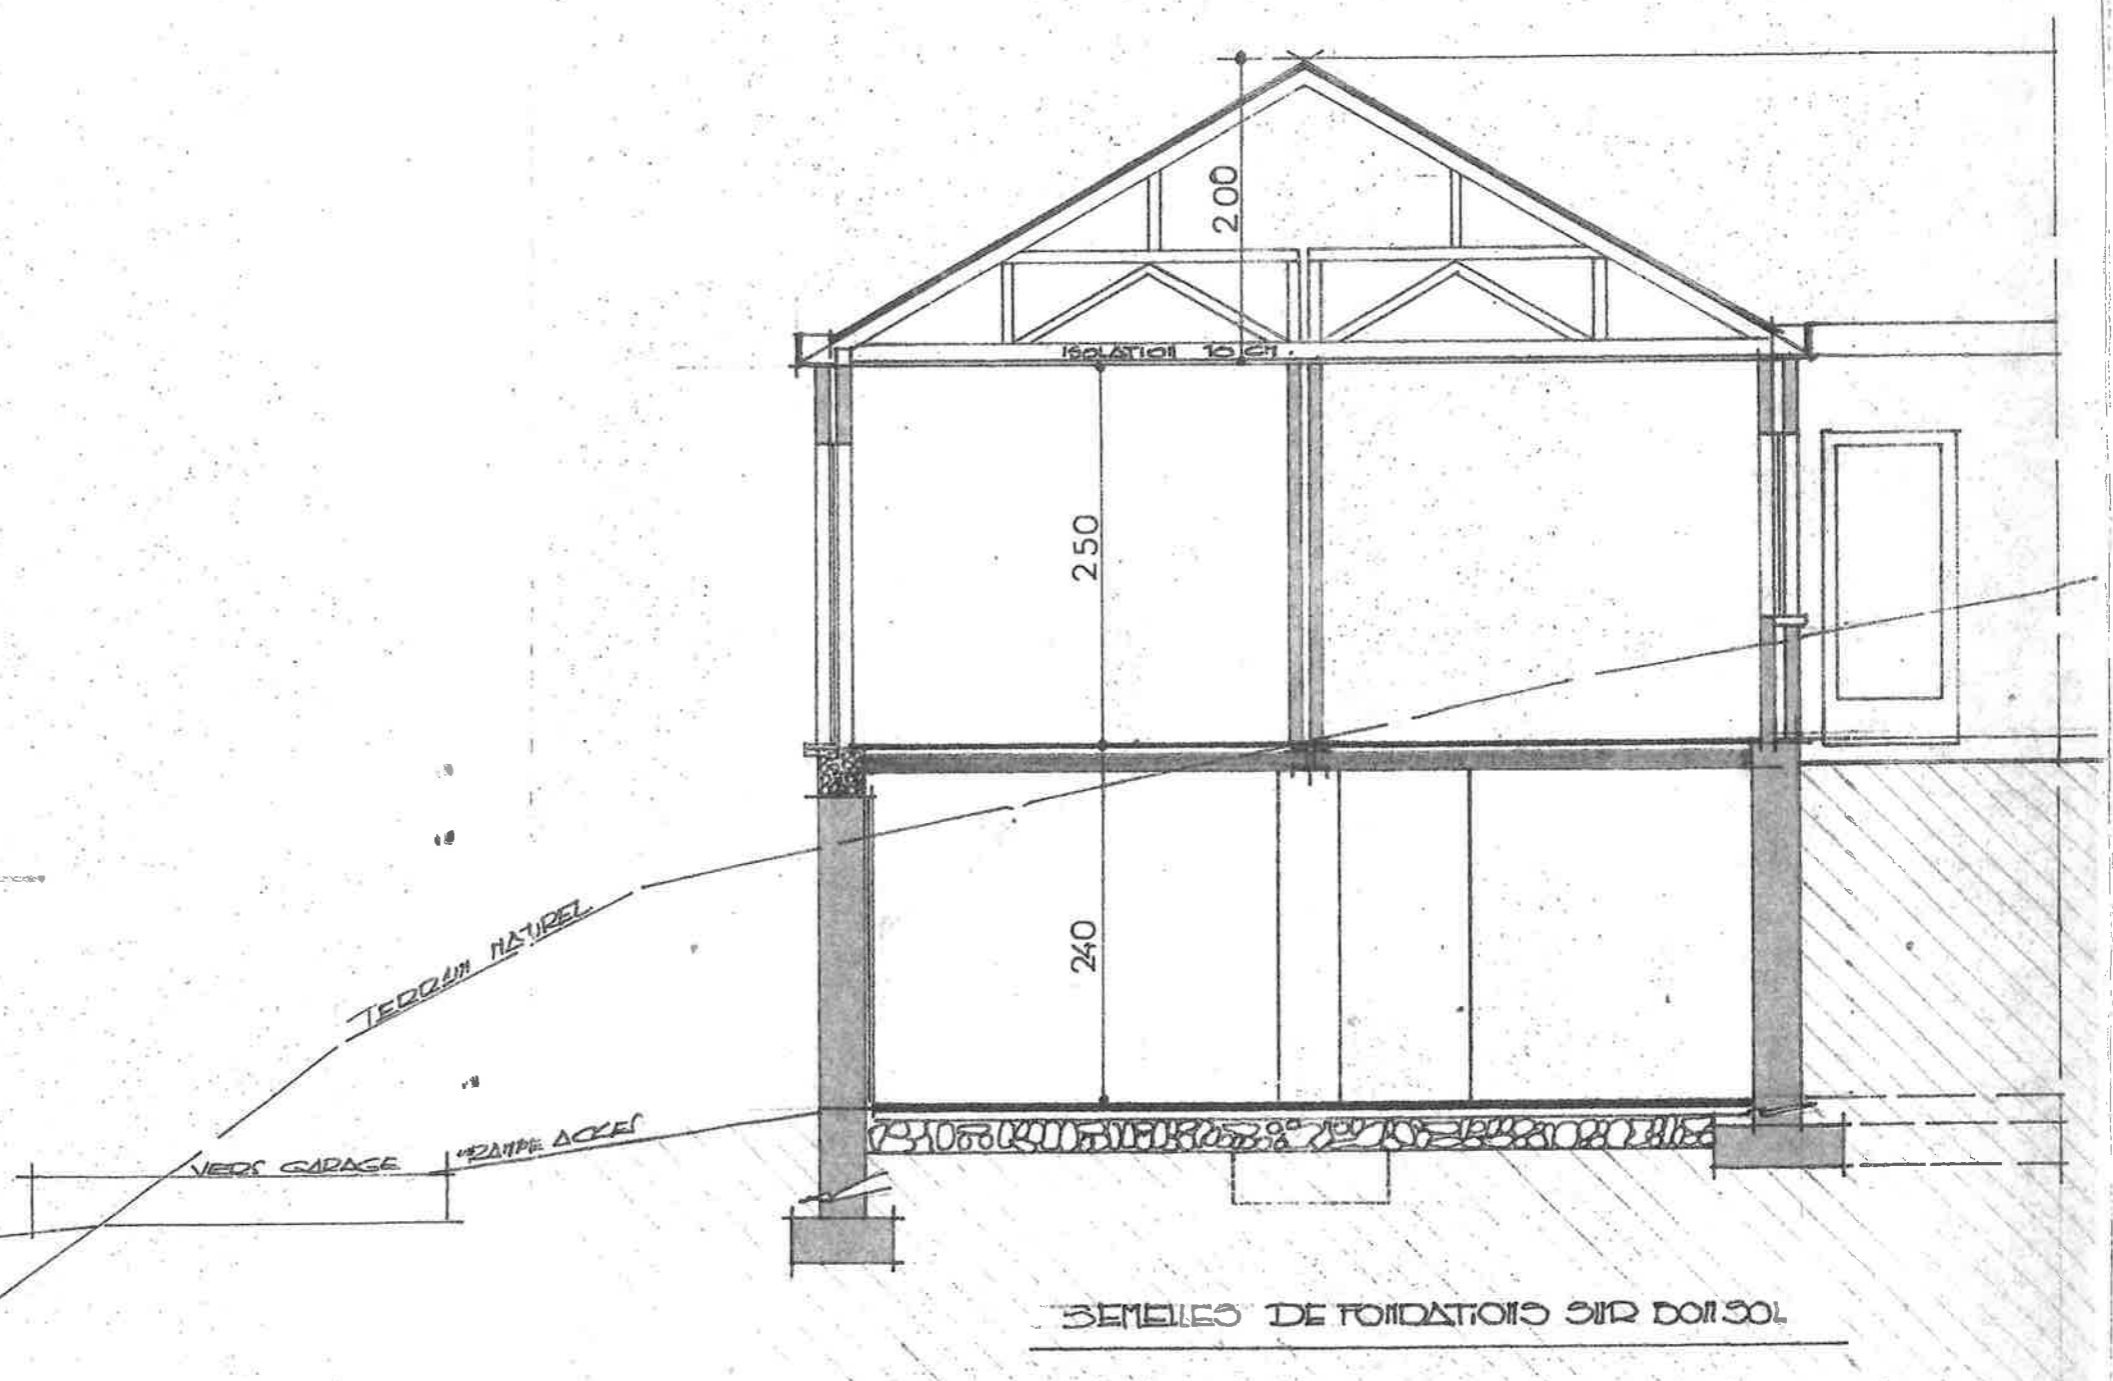 200
ISOLATION 10 CM.
250
240
TERRAIN NATUREL
RAMPE ACCES
VERS GARAGE
SEMELLES DE FONDATIONS SUR BON SOL